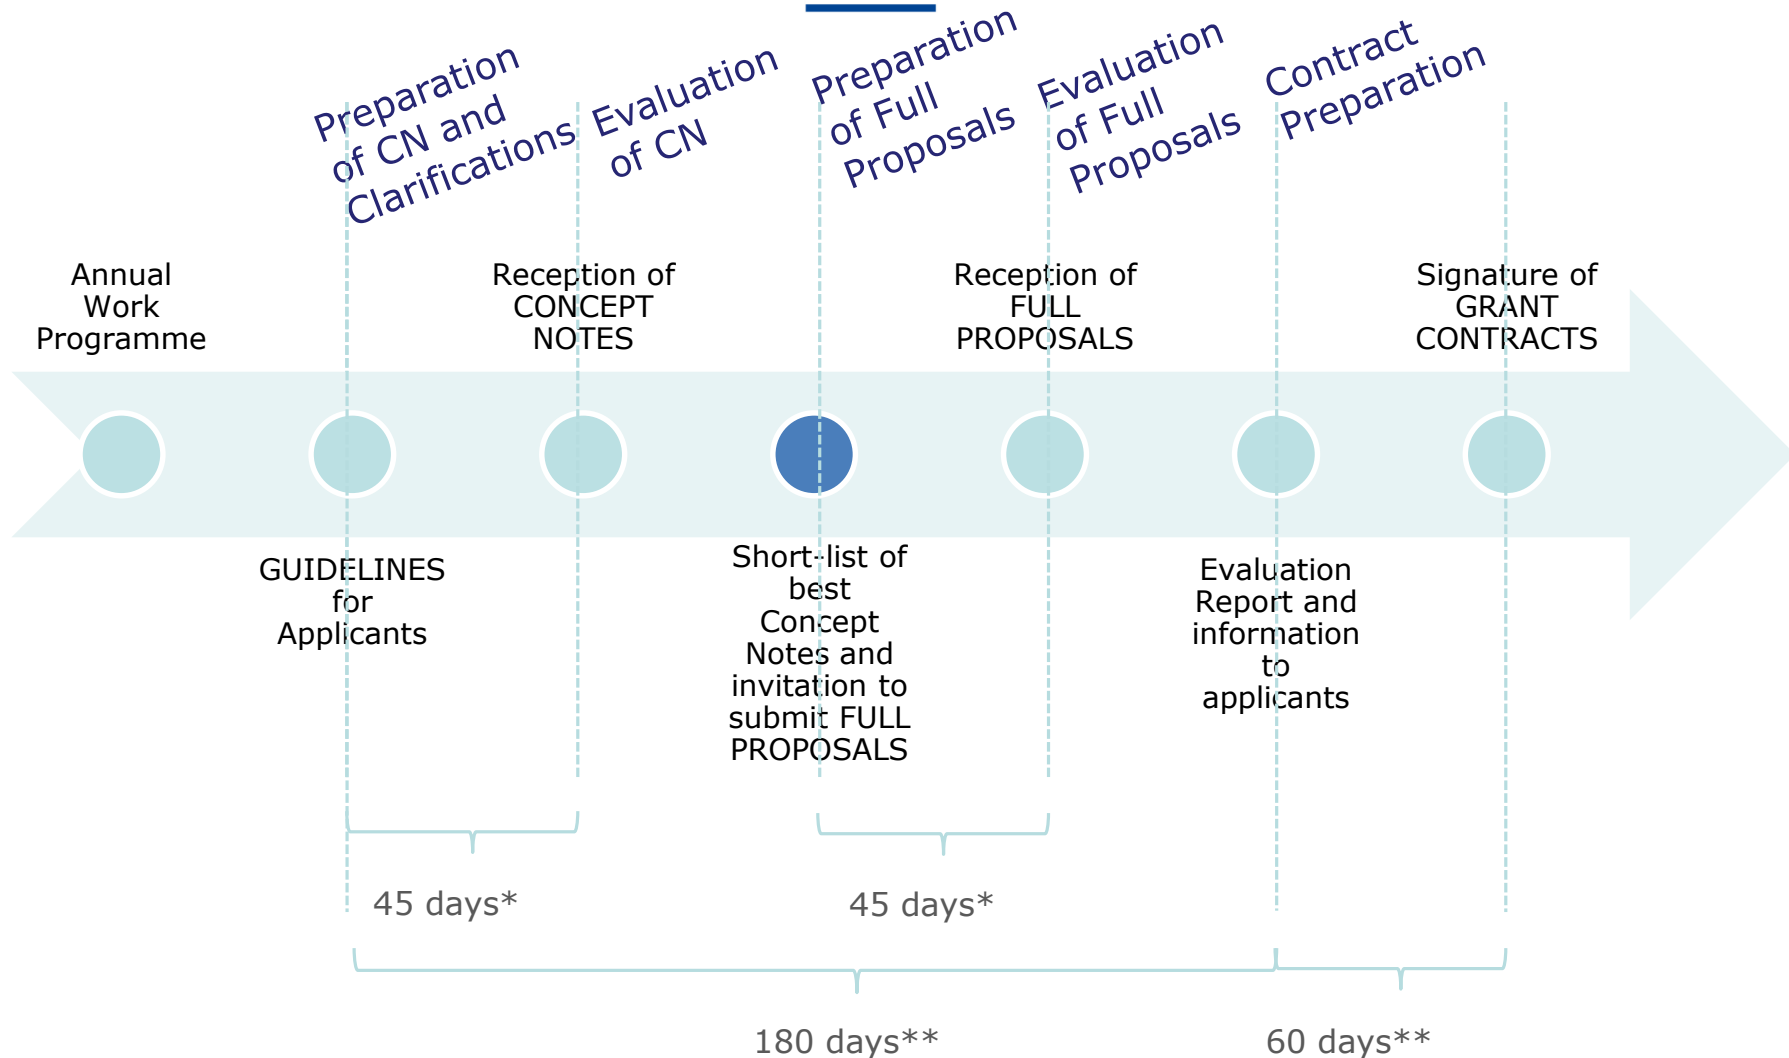 Preparation
of CN and
Clarifications
Evaluation
of CN
Preparation
of Full
Proposals
Evaluation
of Full
Proposals
Contract
Preparation
Annual
Work
Programme
Reception of
CONCEPT
NOTES
Reception of
FULL
PROPOSALS
Signature of
GRANT
CONTRACTS
GUIDELINES
for
Applicants
Short-list of
best
Concept
Notes and
invitation to
submit FULL
PROPOSALS
Evaluation
Report and
information
to
applicants
45 days*
45 days*
180 days**
60 days**